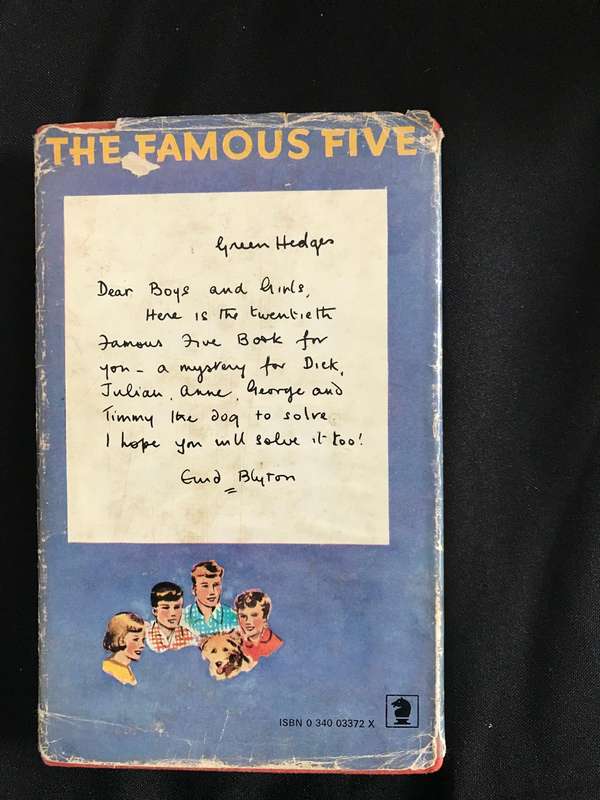 THE FAMOUS FIVE
Green Hedges
Dear Boys and Girls,
Here is the twentieth
Famous Five Book for
you - a mystery for Dick,
Julian, Anne, George and
Timmy the dog to solve.
I hope you will solve it too!
Enid Blyton
ISBN 0 340 03372 X